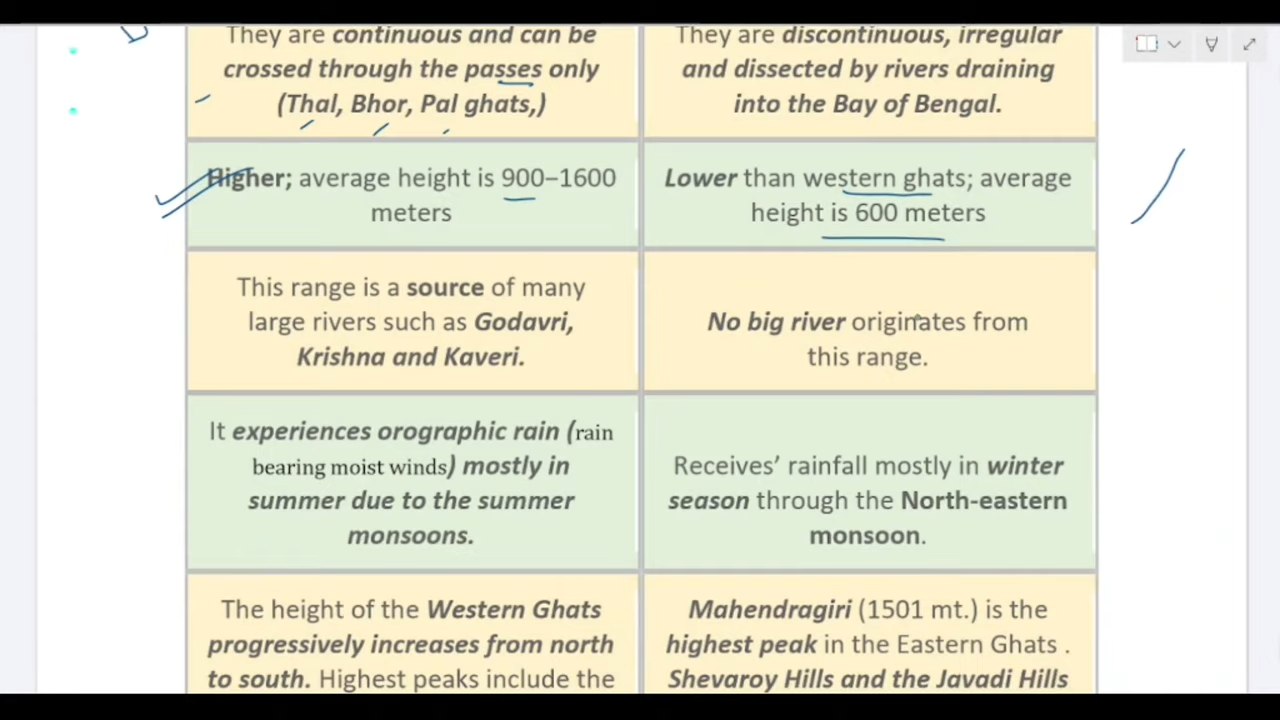 They are continuous and can be
crossed through the passes only
(Thal, Bhor, Pal ghats,)
They are discontinuous, irregular
and dissected by rivers draining
into the Bay of Bengal.
Higher; average height is 900–1600
meters
Lower than western ghats; average
height is 600 meters
This range is a source of many
large rivers such as Godavri,
Krishna and Kaveri.
No big river originates from
this range.
It experiences orographic rain (rain
bearing moist winds) mostly in
summer due to the summer
monsoons.
Receives’ rainfall mostly in winter
season through the North-eastern
monsoon.
The height of the Western Ghats
progressively increases from north
to south. Highest peaks include the
Mahendragiri (1501 mt.) is the
highest peak in the Eastern Ghats .
Shevaroy Hills and the Javadi Hills